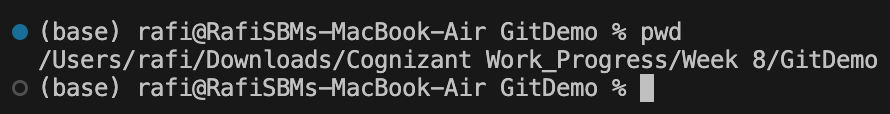 (base) rafi@RafiSBMs-MacBook-Air GitDemo % pwd
/Users/rafi/Downloads/Cognizant Work_Progress/Week 8/GitDemo
(base) rafi@RafiSBMs-MacBook-Air GitDemo %